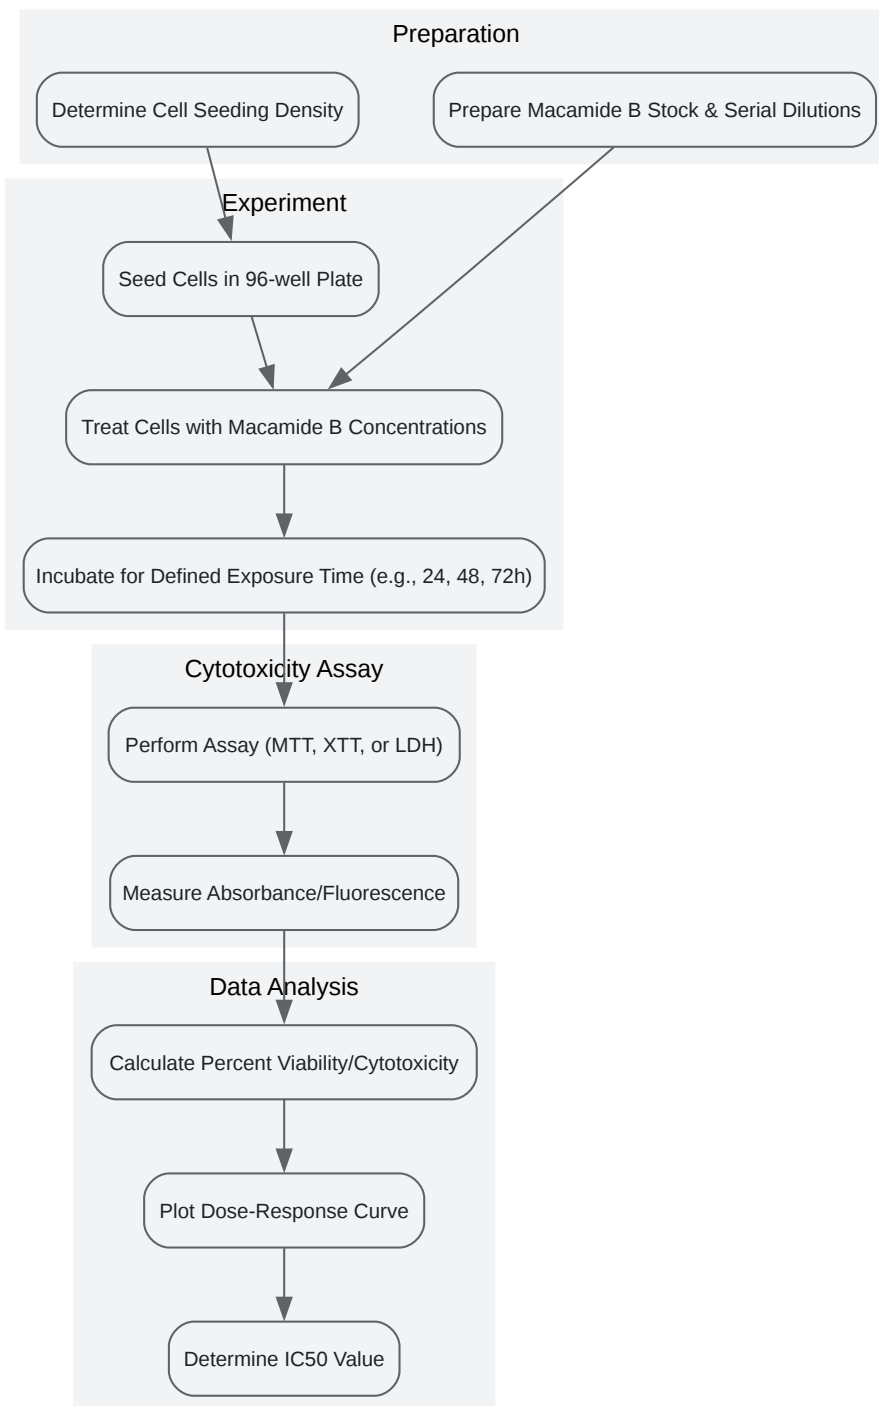 Preparation
Determine Cell Seeding Density
Prepare Macamide B Stock & Serial Dilutions
Experiment
Seed Cells in 96-well Plate
Treat Cells with Macamide B Concentrations
Incubate for Defined Exposure Time (e.g., 24, 48, 72h)
Cytotoxicity Assay
Perform Assay (MTT, XTT, or LDH)
Measure Absorbance/Fluorescence
Data Analysis
Calculate Percent Viability/Cytotoxicity
Plot Dose-Response Curve
Determine IC50 Value